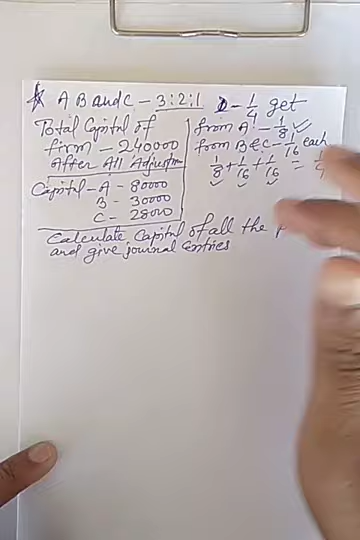 * A B and C - 3:2:1 D - 1/4 get
Total Capital of
firm - 240000
After All Adjustm
from A - 1/8
from B & C - 1/16 each
1/8 + 1/16 + 1/16 = 1/4
Capital - A - 80000
B - 30000
C - 28000
Calculate Capital of all the P
and give journal Entries